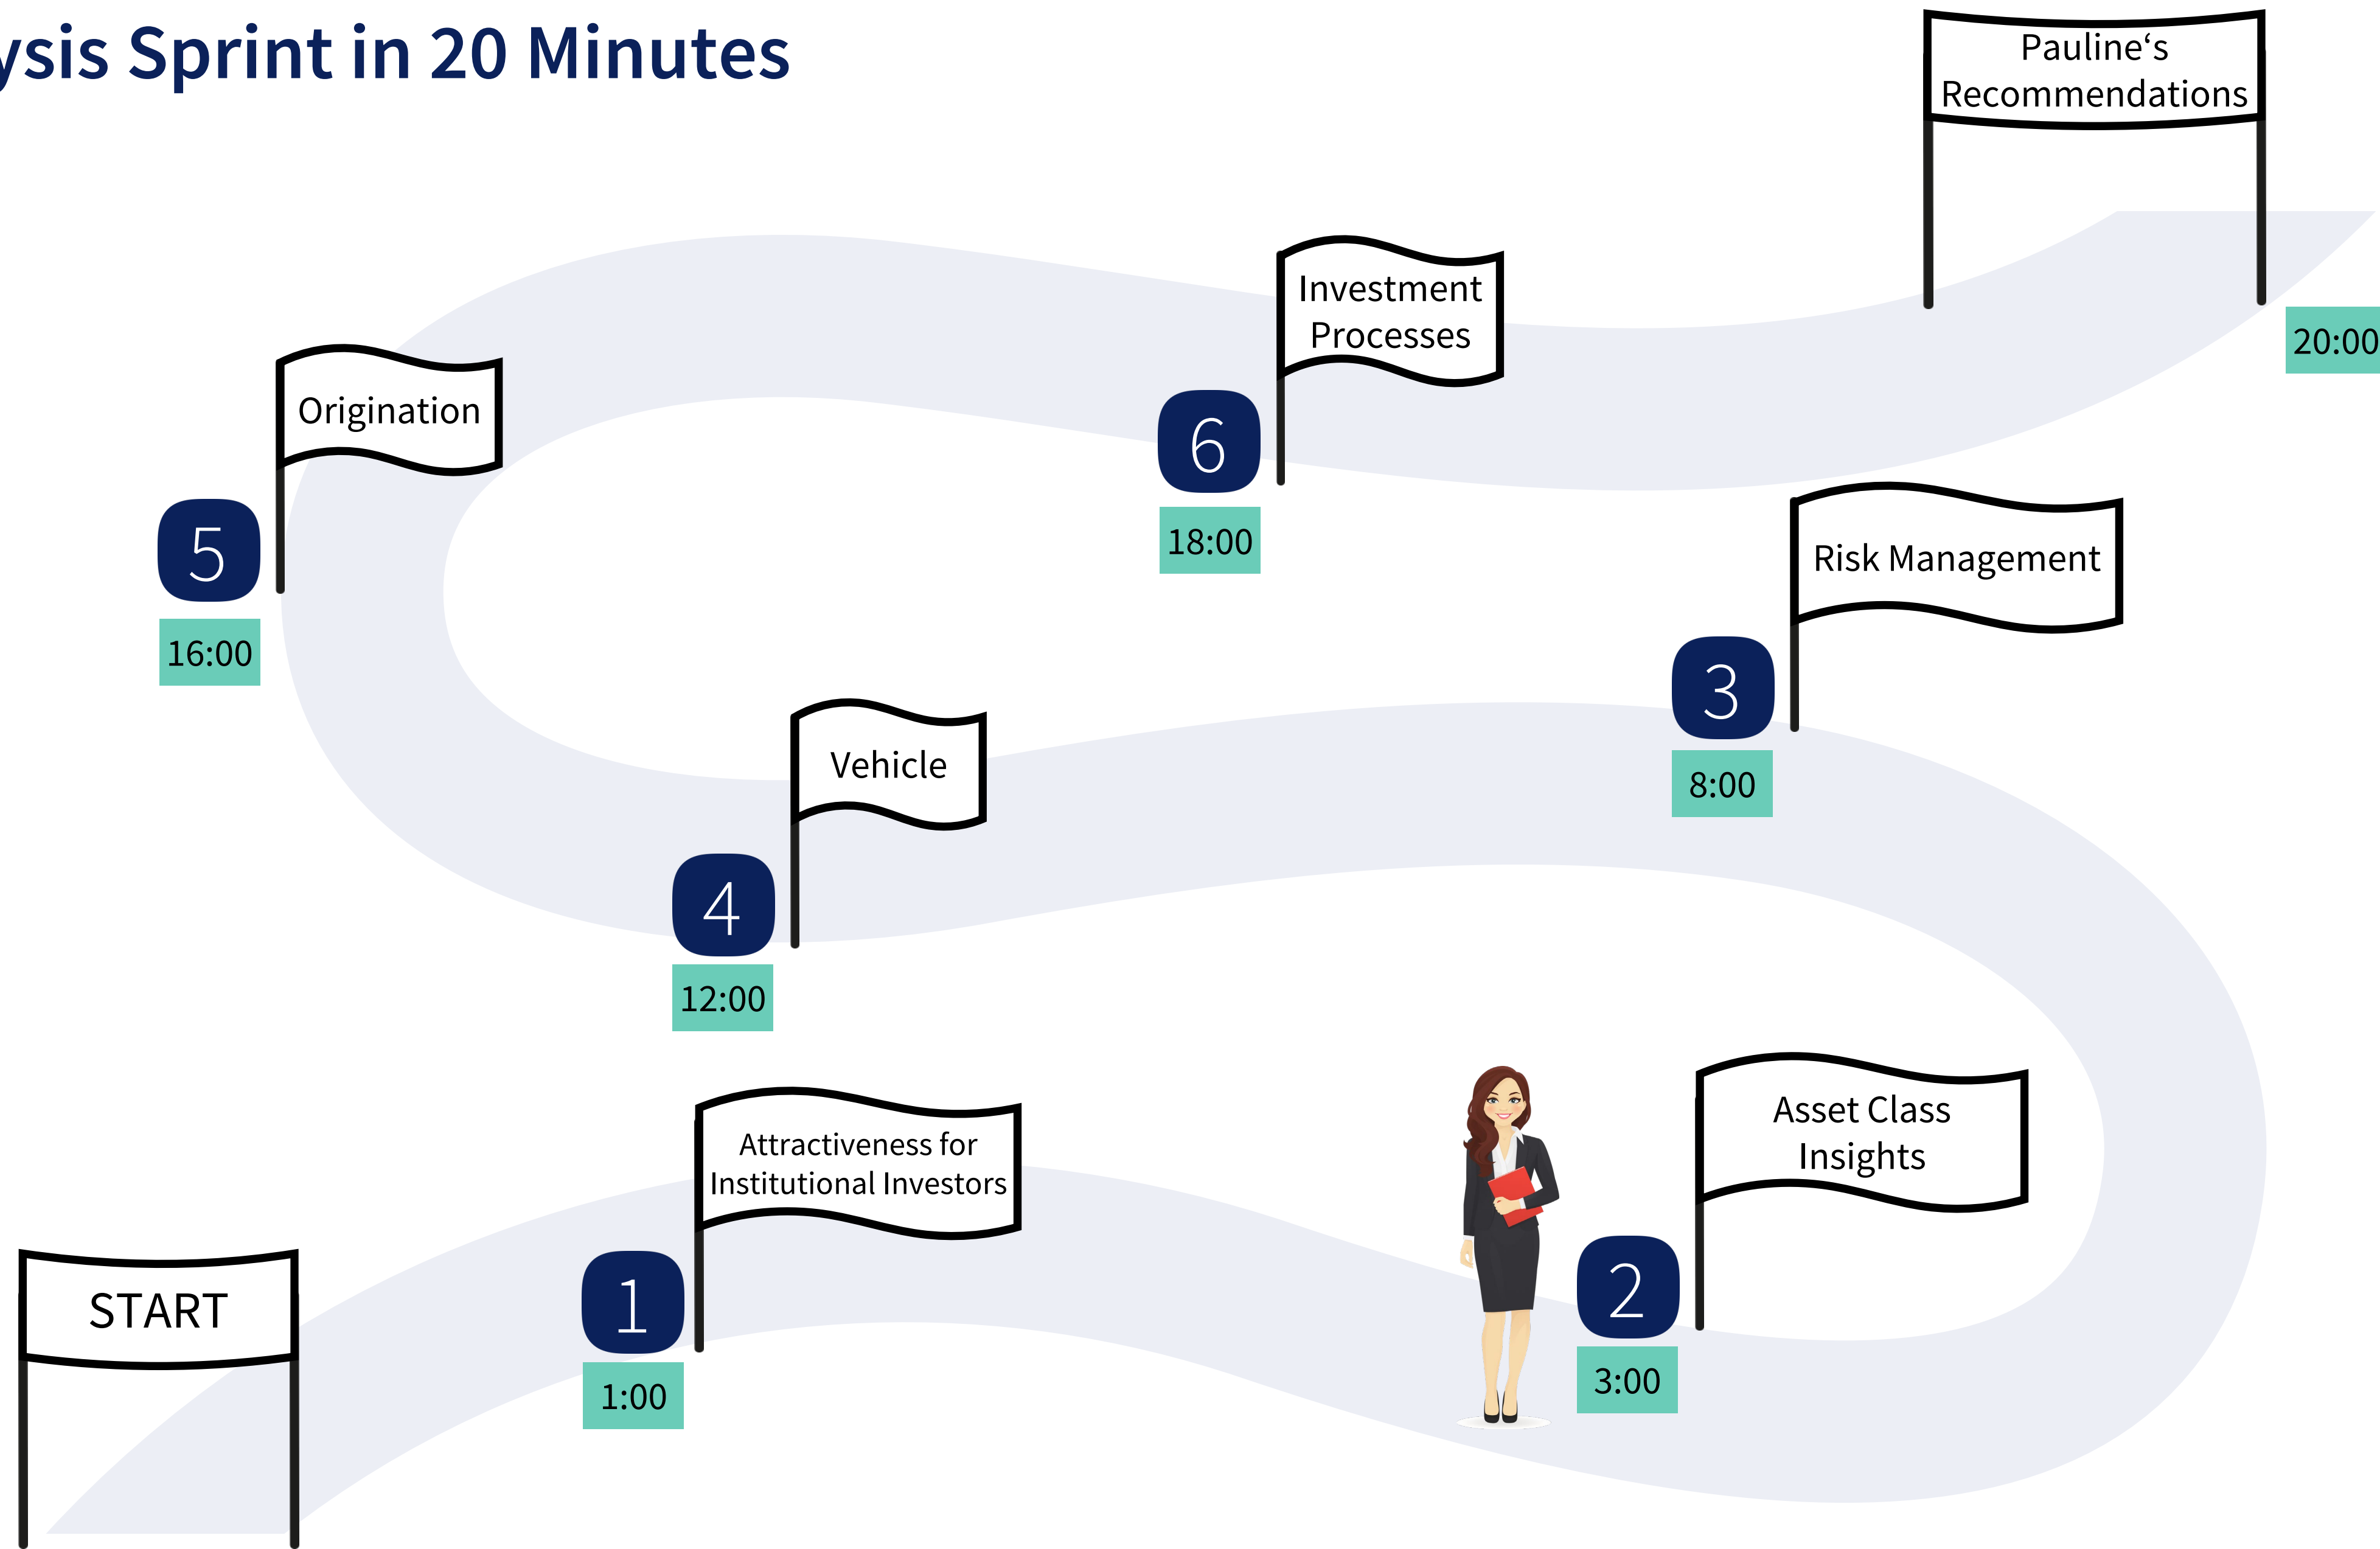 ysis Sprint in 20 Minutes
Pauline‘s
Recommendations
20:00
Investment
Processes
6
18:00
Origination
5
16:00
Risk Management
3
8:00
Vehicle
4
12:00
Asset Class
Insights
2
3:00
Attractiveness for
Institutional Investors
1
1:00
START